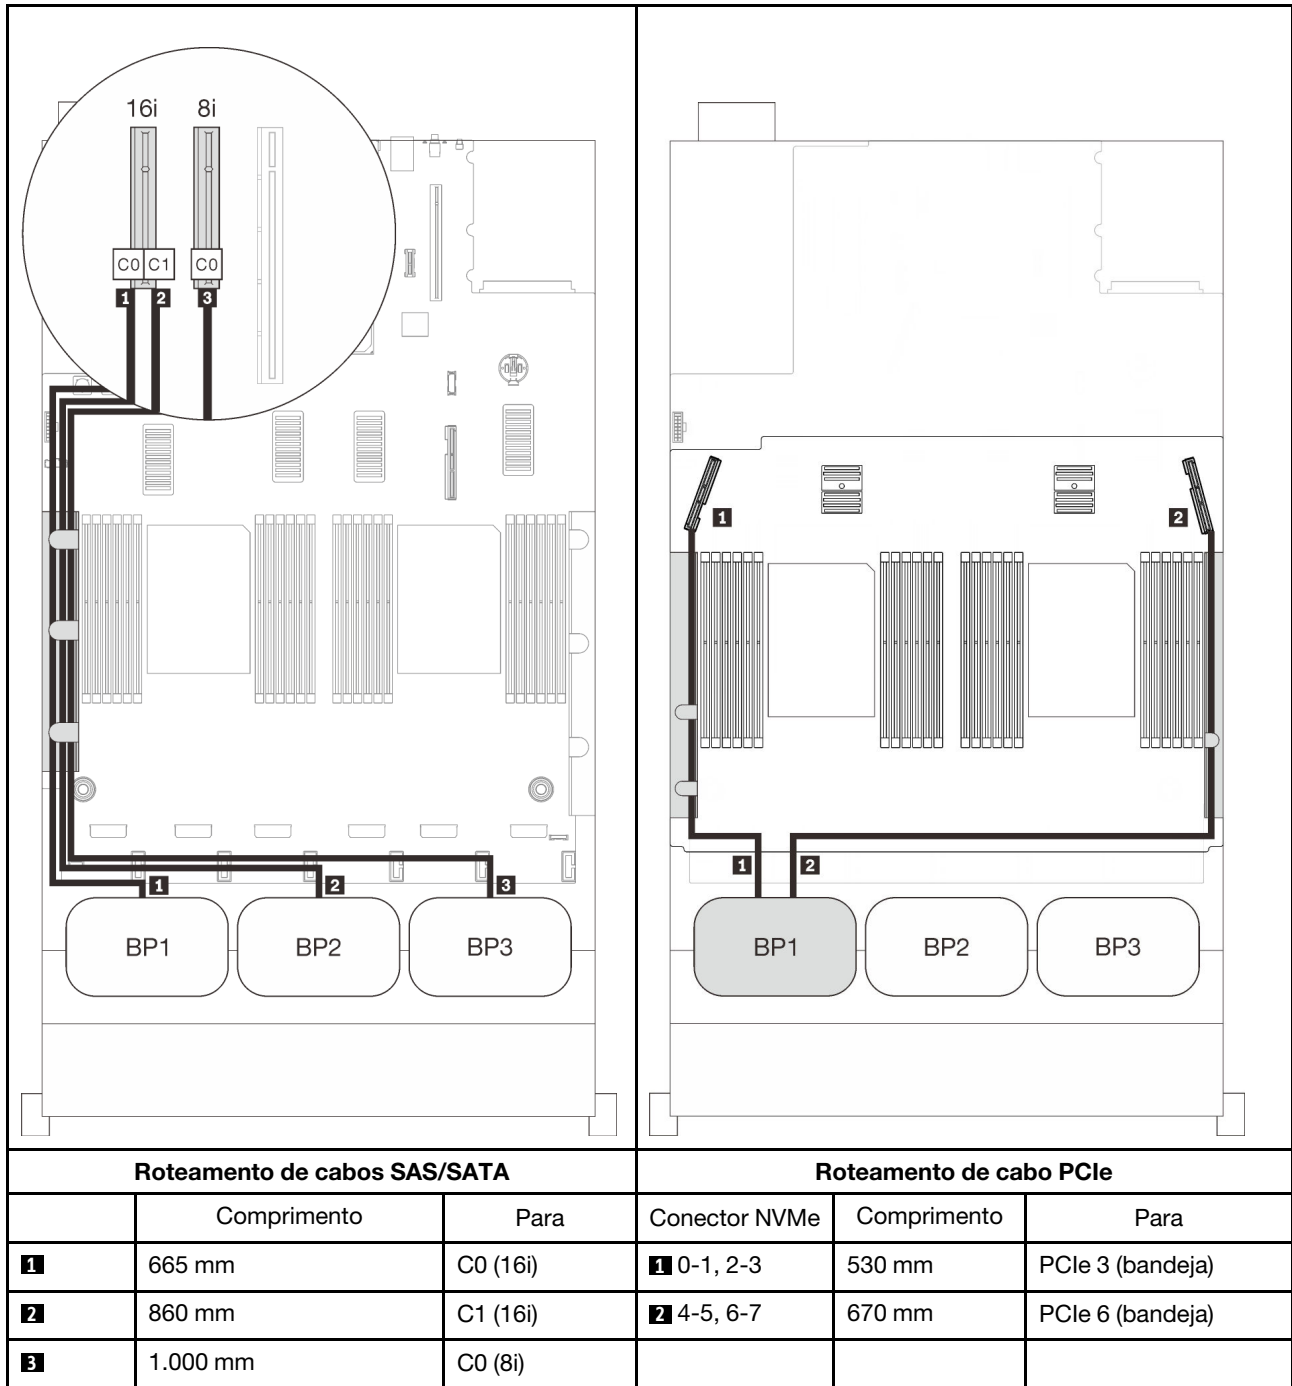 16i 8i
C0 C1 C0
1 2 3
1 2
1 2 3
1 2
BP1 BP2 BP3
BP1 BP2 BP3
Roteamento de cabos SAS/SATA
Roteamento de cabo PCIe
Comprimento Para Conector NVMe Comprimento Para
1 665 mm C0 (16i) 1 0-1, 2-3 530 mm PCIe 3 (bandeja)
2 860 mm C1 (16i) 2 4-5, 6-7 670 mm PCIe 6 (bandeja)
3 1.000 mm C0 (8i)